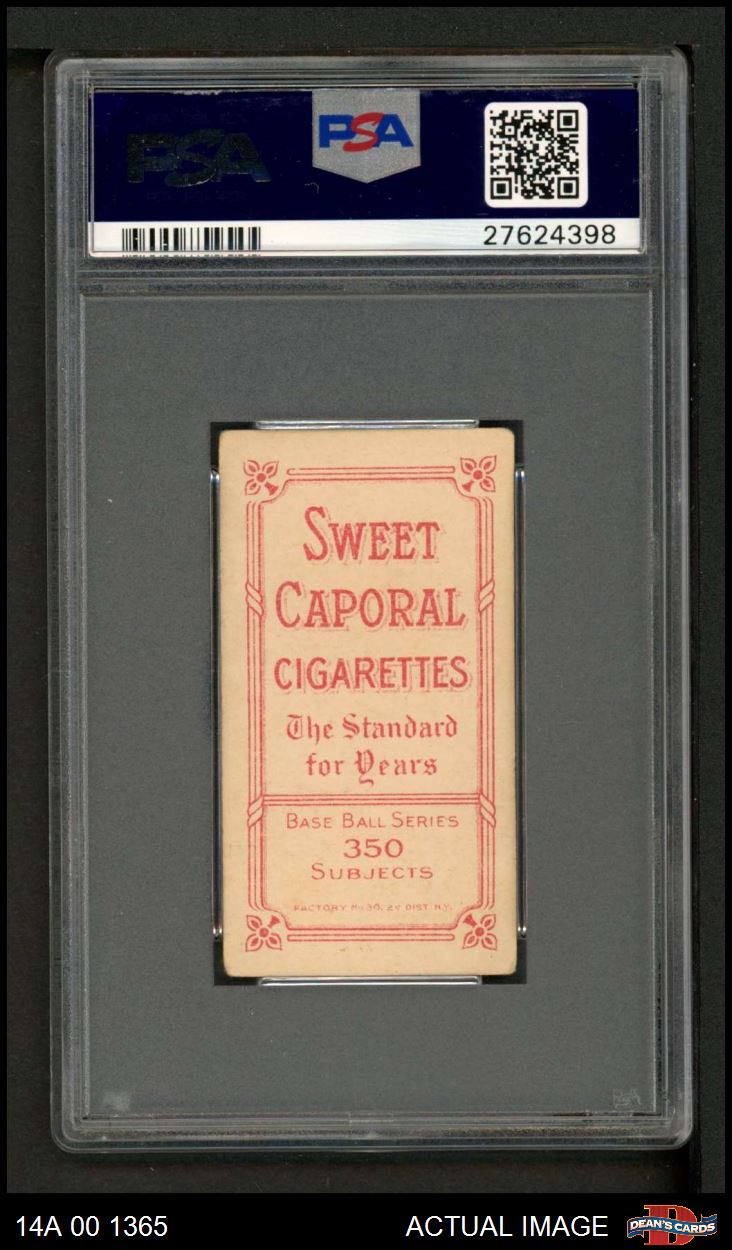 PSA
PSA
27624398
SWEET
CAPORAL
CIGARETTES
The Standard
for Years
BASE BALL SERIES
350
SUBJECTS
FACTORY No 30, 2d DIST. N.Y.
14A 00 1365
ACTUAL IMAGE
DEAN'S CARDS